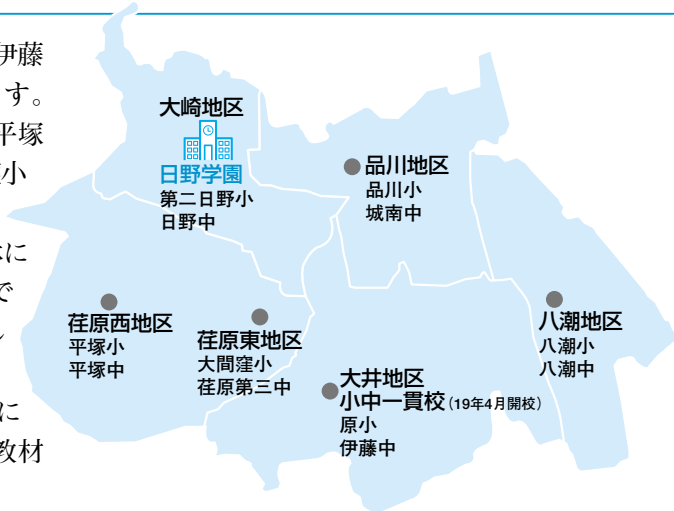 伊藤
す。
平塚
小
に
で
に
教材
大崎地区
日野学園
第二日野小
日野中
品川地区
品川小
城南中
荏原西地区
平塚小
平塚中
荏原東地区
大間窪小
荏原第三中
大井地区
小中一貫校(19年4月開校)
原小
伊藤中
八潮地区
八潮小
八潮中